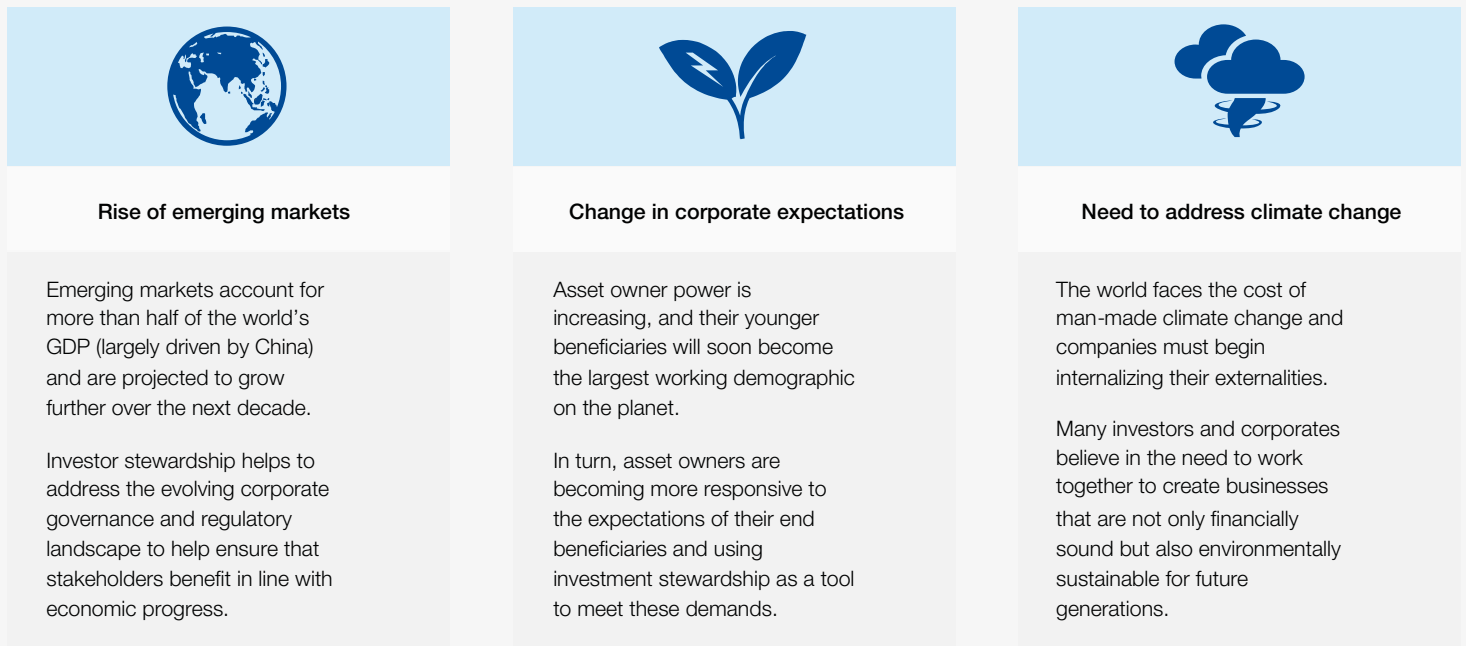 Rise of emerging markets
Emerging markets account for
more than half of the world's
GDP (largely driven by China)
and are projected to grow
further over the next decade.
Investor stewardship helps to
address the evolving corporate
governance and regulatory
landscape to help ensure that
stakeholders benefit in line with
economic progress.
Change in corporate expectations
Asset owner power is
increasing, and their younger
beneficiaries will soon become
the largest working demographic
on the planet.
In turn, asset owners are
becoming more responsive to
the expectations of their end
beneficiaries and using
investment stewardship as a tool
to meet these demands.
Need to address climate change
The world faces the cost of
man-made climate change and
companies must begin
internalizing their externalities.
Many investors and corporates
believe in the need to work
together to create businesses
that are not only financially
sound but also environmentally
sustainable for future
generations.